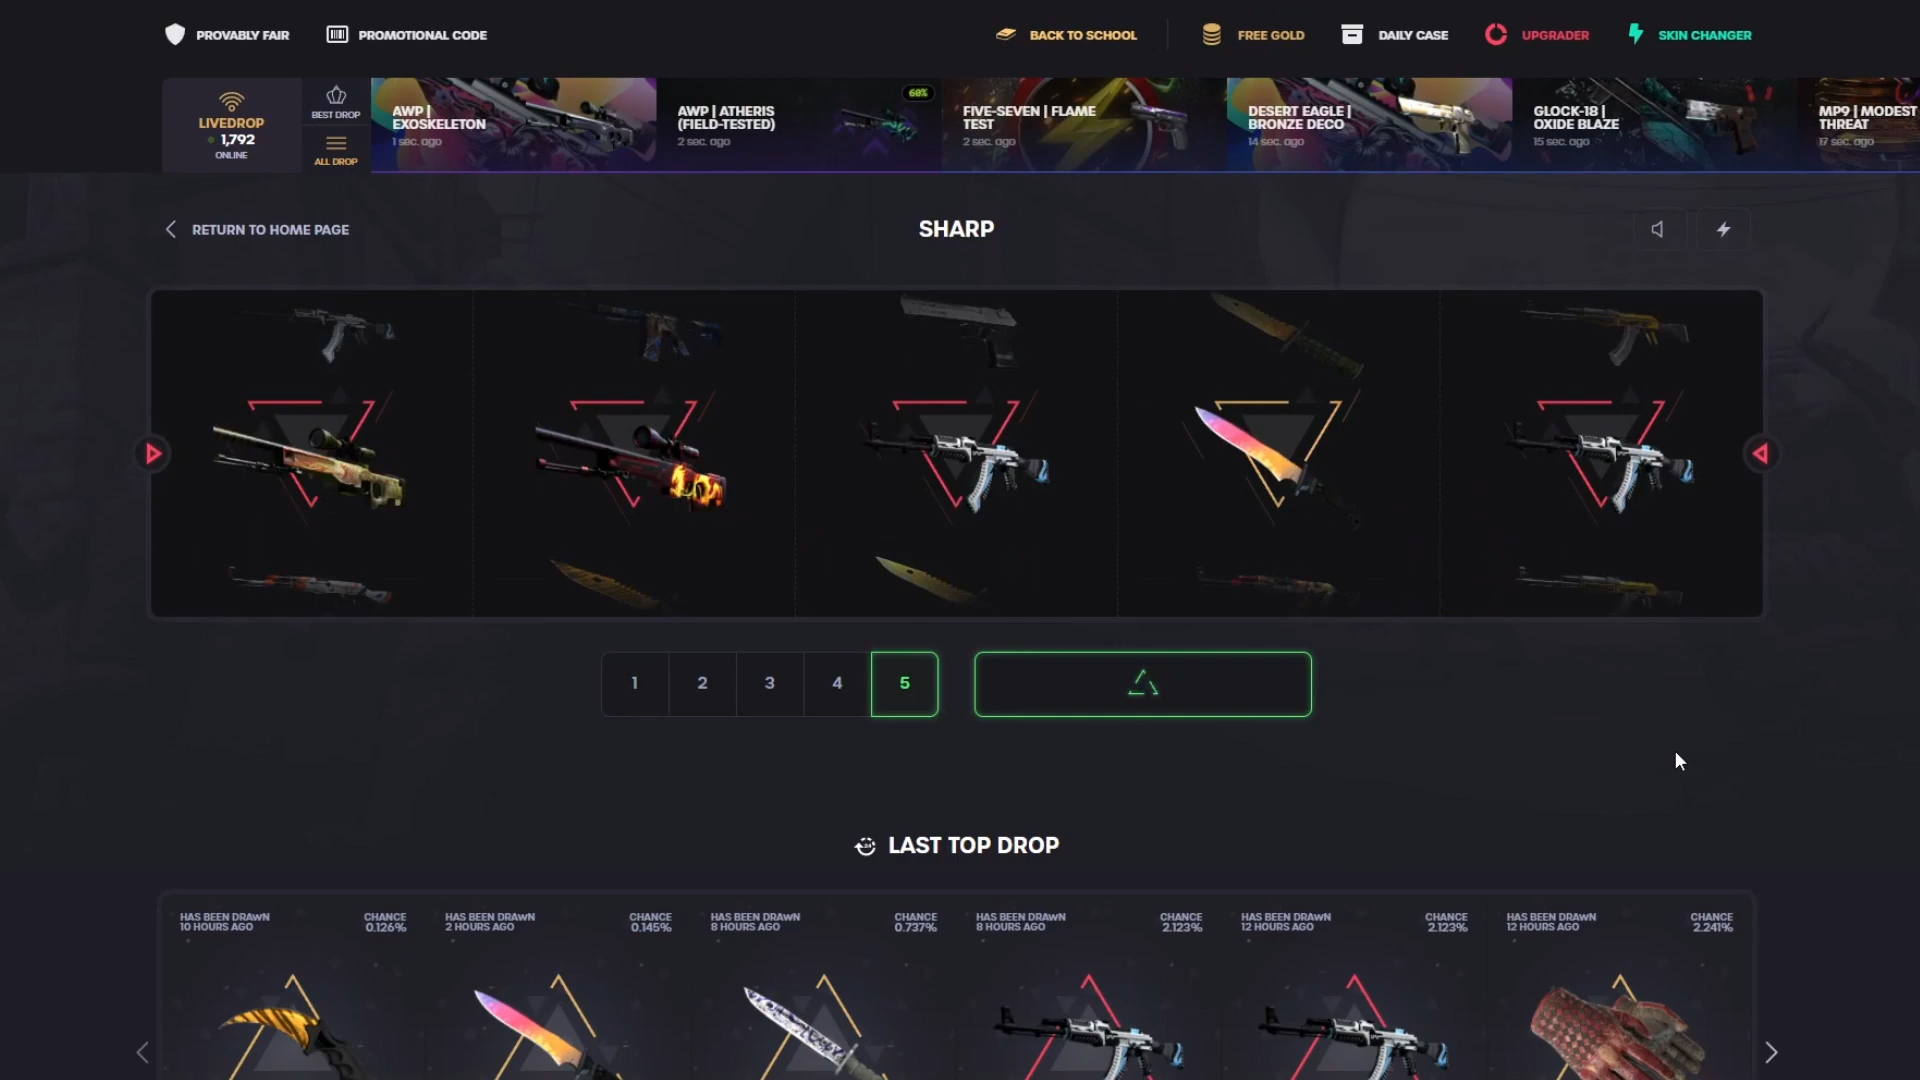 PROVABLY FAIR
PROMOTIONAL CODE
BACK TO SCHOOL
FREE GOLD
DAILY CASE
UPGRADER
SKIN CHANGER
LIVEDROP
1,792
ONLINE
BEST DROP
ALL DROP
AWP |
EXOSKELETON
1 sec. ago
AWP | ATHERIS
(FIELD-TESTED)
2 sec. ago
60%
FIVE-SEVEN | FLAME
TEST
2 sec. ago
DESERT EAGLE |
BRONZE DECO
14 sec. ago
GLOCK-18 |
OXIDE BLAZE
15 sec. ago
MP9 | MODEST
THREAT
17 sec. ago
RETURN TO HOME PAGE
SHARP
1
2
3
4
5
LAST TOP DROP
HAS BEEN DRAWN
10 HOURS AGO
CHANCE
0.126%
HAS BEEN DRAWN
2 HOURS AGO
CHANCE
0.145%
HAS BEEN DRAWN
8 HOURS AGO
CHANCE
0.737%
HAS BEEN DRAWN
8 HOURS AGO
CHANCE
2.123%
HAS BEEN DRAWN
12 HOURS AGO
CHANCE
2.123%
HAS BEEN DRAWN
12 HOURS AGO
CHANCE
2.241%